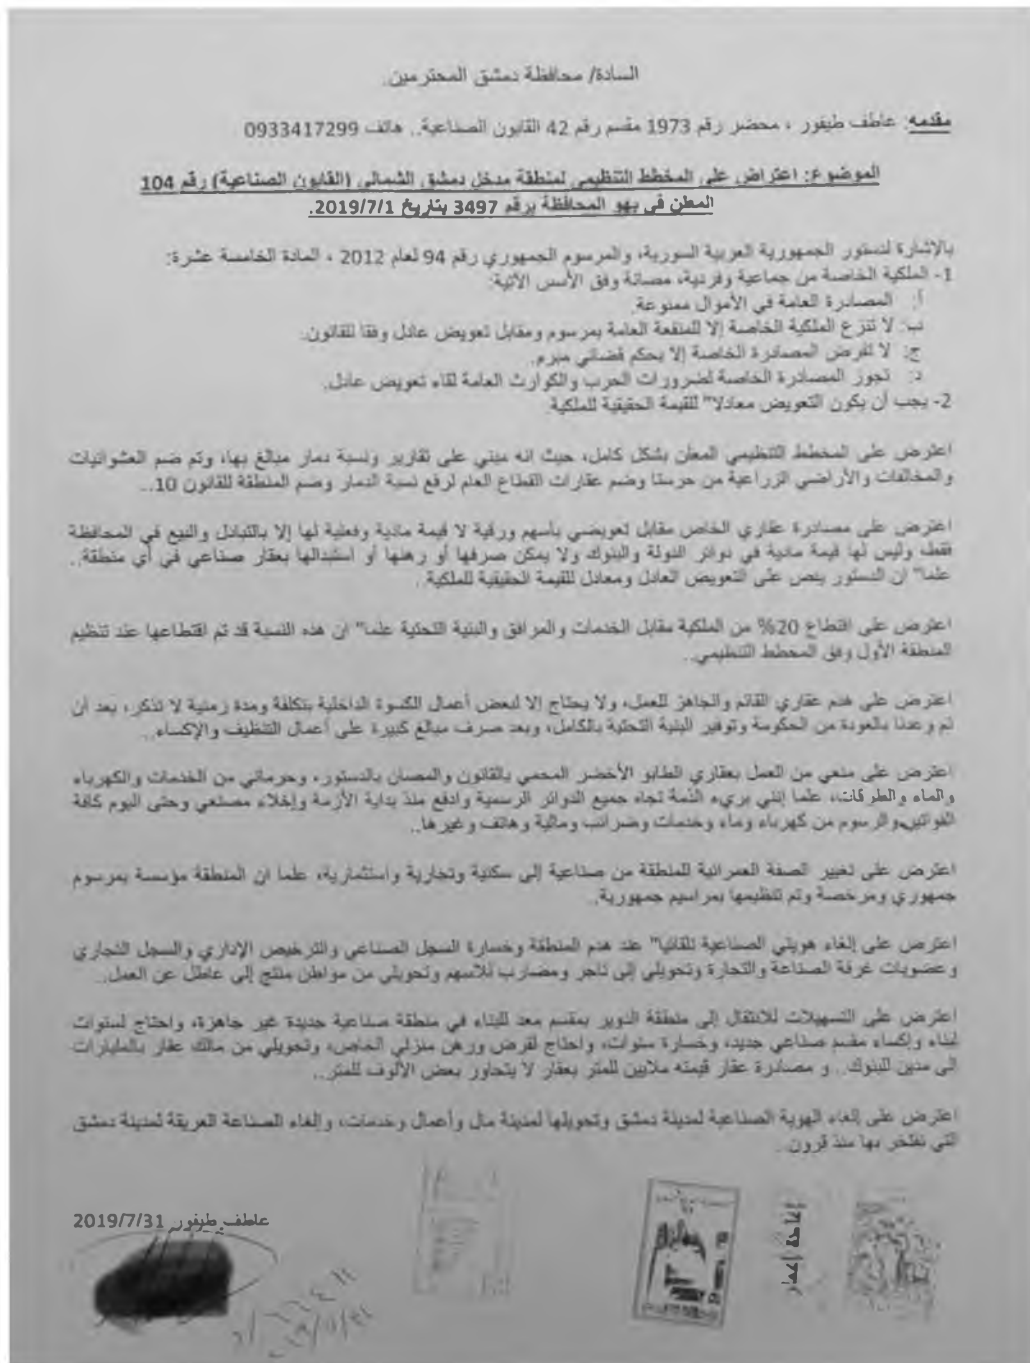 السادة/ محافظة دمشق المحترمين.
مقدمه: عاطف طيفور ، محضر رقم 1973 مقسم رقم 42 القابون الصناعية.. هاتف 0933417299
الموضوع: اعتراض على المخطط التنظيمي لمنطقة مدخل دمشق الشمالي (القابون الصناعية) رقم 104
المعلن في بهو المحافظة برقم 3497 بتاريخ 2019/7/1.
بالإشارة لدستور الجمهورية العربية السورية، والمرسوم الجمهوري رقم 94 لعام 2012 ، المادة الخامسة عشرة:
1- الملكية الخاصة من جماعية وفردية، مصانة وفق الأسس الآتية:
أ: المصادرة العامة في الأموال ممنوعة.
ب: لا تنزع الملكية الخاصة إلا للمنفعة العامة بمرسوم ومقابل تعويض عادل وفقا للقانون.
ج: لا تفرض المصادرة الخاصة إلا بحكم قضائي مبرم.
د: تجوز المصادرة الخاصة لضرورات الحرب والكوارث العامة لقاء تعويض عادل.
2- يجب أن يكون التعويض معادلا" للقيمة الحقيقية للملكية.
اعترض على المخطط التنظيمي المعلن بشكل كامل، حيث انه مبني على تقارير ونسبة دمار مبالغ بها، وتم ضم العشوائيات
والمخالفات والأراضي الزراعية من حرستا وضم عقارات القطاع العام لرفع نسبة الدمار وضم المنطقة للقانون 10..
اعترض على مصادرة عقاري الخاص مقابل تعويضي بأسهم ورقية لا قيمة مادية وفعلية لها إلا بالتبادل والبيع في المحافظة
فقط، وليس لها قيمة مادية في دوائر الدولة والبنوك ولا يمكن صرفها أو رهنها أو استبدالها بعقار صناعي في أي منطقة..
علما" ان الدستور ينص على التعويض العادل ومعادل للقيمة الحقيقية للملكية..
اعترض على اقتطاع 20% من الملكية مقابل الخدمات والمرافق والبنية التحتية علما" ان هذه النسبة قد تم اقتطاعها عند تنظيم
المنطقة الأول وفق المخطط التنظيمي..
اعترض على هدم عقاري القائم والجاهز للعمل، ولا يحتاج إلا لبعض أعمال الكسوة الداخلية بتكلفة ومدة زمنية لا تذكر، بعد أن
تم وعدنا بالعودة من الحكومة وتوفير البنية التحتية بالكامل، وبعد صرف مبالغ كبيرة على أعمال التنظيف والإكساء..
اعترض على منعي من العمل بعقاري الطابو الأخضر المحمي بالقانون والمصان بالدستور، وحرماني من الخدمات والكهرباء
والماء والطرقات، علما إنني بريء الذمة تجاه جميع الدوائر الرسمية وادفع منذ بداية الأزمة وإخلاء مصنعي وحتى اليوم كافة
الفواتير والرسوم من كهرباء وماء وخدمات وضرائب ومالية وهاتف وغيرها..
اعترض على تغيير الصفة العمرانية للمنطقة من صناعية إلى سكنية وتجارية واستثمارية، علما ان المنطقة مؤسسة بمرسوم
جمهوري ومرخصة وتم تنظيمها بمراسيم جمهورية..
اعترض على إلغاء هويتي الصناعية تلقائيا" عند هدم المنطقة وخسارة السجل الصناعي والترخيص الإداري والسجل التجاري
وعضويات غرفة الصناعة والتجارة وتحويلي إلى تاجر ومضارب للأسهم وتحويلي من مواطن منتج إلى عاطل عن العمل..
اعترض على التسهيلات للانتقال إلى منطقة الدوير بمقسم معد للبناء في منطقة صناعية جديدة غير جاهزة، واحتاج لسنوات
لبناء وإكساء مقسم صناعي جديد، وخسارة سنوات، واحتاج لقرض ورهن منزلي الخاص، وتحويلي من مالك عقار بالمليارات
الى مدين للبنوك.. و مصادرة عقار قيمته ملايين للمتر بعقار لا يتجاوز بعض الألوف للمتر..
اعترض على إلغاء الهوية الصناعية لمدينة دمشق وتحويلها لمدينة مال وأعمال وخدمات، وإلغاء الصناعة العريقة لمدينة دمشق
التي نفتخر بها منذ قرون..
عاطف طيفور 2019/7/31
إعادة إعمار